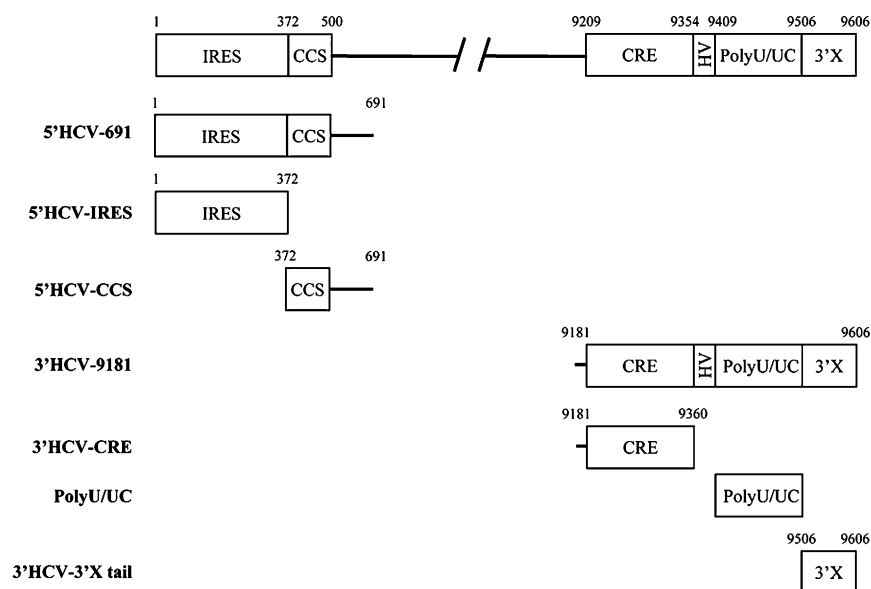 1 372 500 9209 9354 9409 9506 9606
IRES CCS CRE HV PolyU/UC 3'X
1 691
5'HCV-691 IRES CCS
1 372
5'HCV-IRES IRES
372 691
5'HCV-CCS CCS
9181 9606
3'HCV-9181 CRE HV PolyU/UC 3'X
9181 9360
3'HCV-CRE CRE
PolyU/UC PolyU/UC
9506 9606
3'HCV-3'X tail 3'X